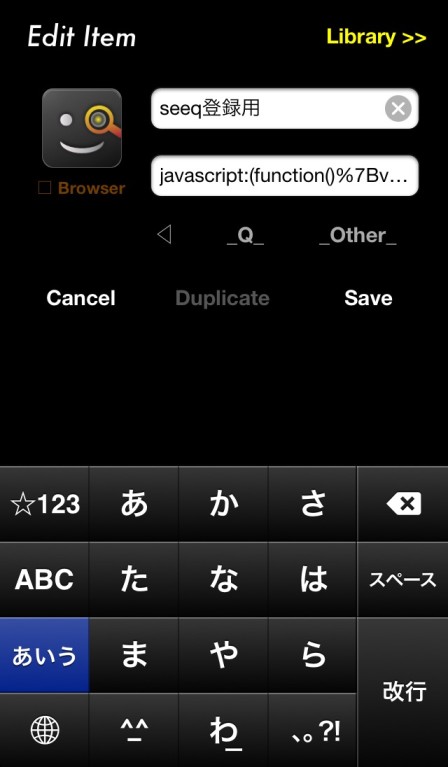 Edit Item
Library >>
seeq登録用
Browser
javascript:(function()%7Bv…
_Q_ _Other_
Cancel Duplicate Save
☆123 あ か さ
ABC た な は スペース
あいう ま や ら 改行
^_^ わ_ 、。?!